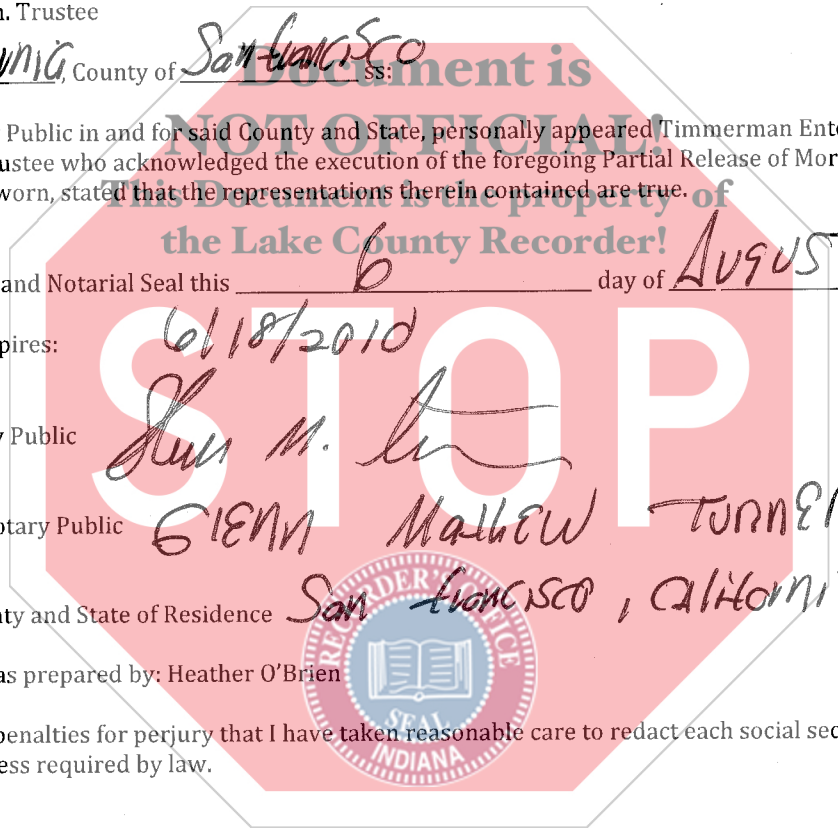 n. Trustee
, County of San Francisco ss:
Document is
NOT OFFICIAL!
Public in and for said County and State, personally appeared Timmerman Ent
ustee who acknowledged the execution of the foregoing Partial Release of Mor
worn, stated that the representations therein contained are true.
This Document is the property of
the Lake County Recorder!
and Notarial Seal this 6 day of Augus
pires: 6/18/2010
STOP
y Public
otary Public Glenn Mathew Turne
nty and State of Residence San Francisco, Californi
RECORDER'S OFFICE
SEAL
INDIANA
as prepared by: Heather O'Brien
penalties for perjury that I have taken reasonable care to redact each social sec
ess required by law.